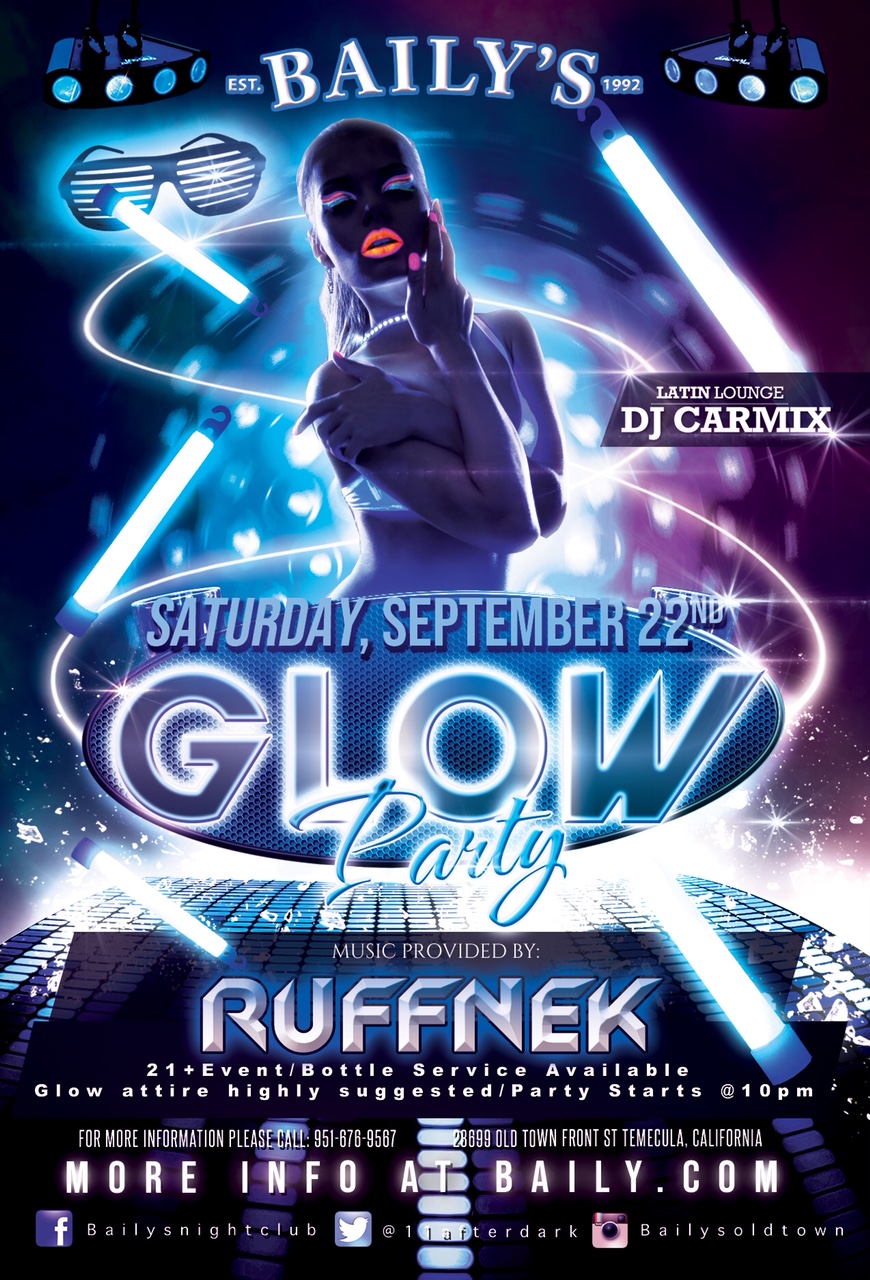 EST. BAILY'S 1992
LATIN LOUNGE
DJ CARMIX
SATURDAY, SEPTEMBER 22ND
GLOW
Party
MUSIC PROVIDED BY:
RUFFNEK
21+Event/Bottle Service Available
Glow attire highly suggested/Party Starts @10pm
FOR MORE INFORMATION PLEASE CALL: 951-676-9567 28699 OLD TOWN FRONT ST TEMECULA, CALIFORNIA
MORE INFO AT BAILY.COM
f Bailysnightclub @11afterdark Bailysoldtown